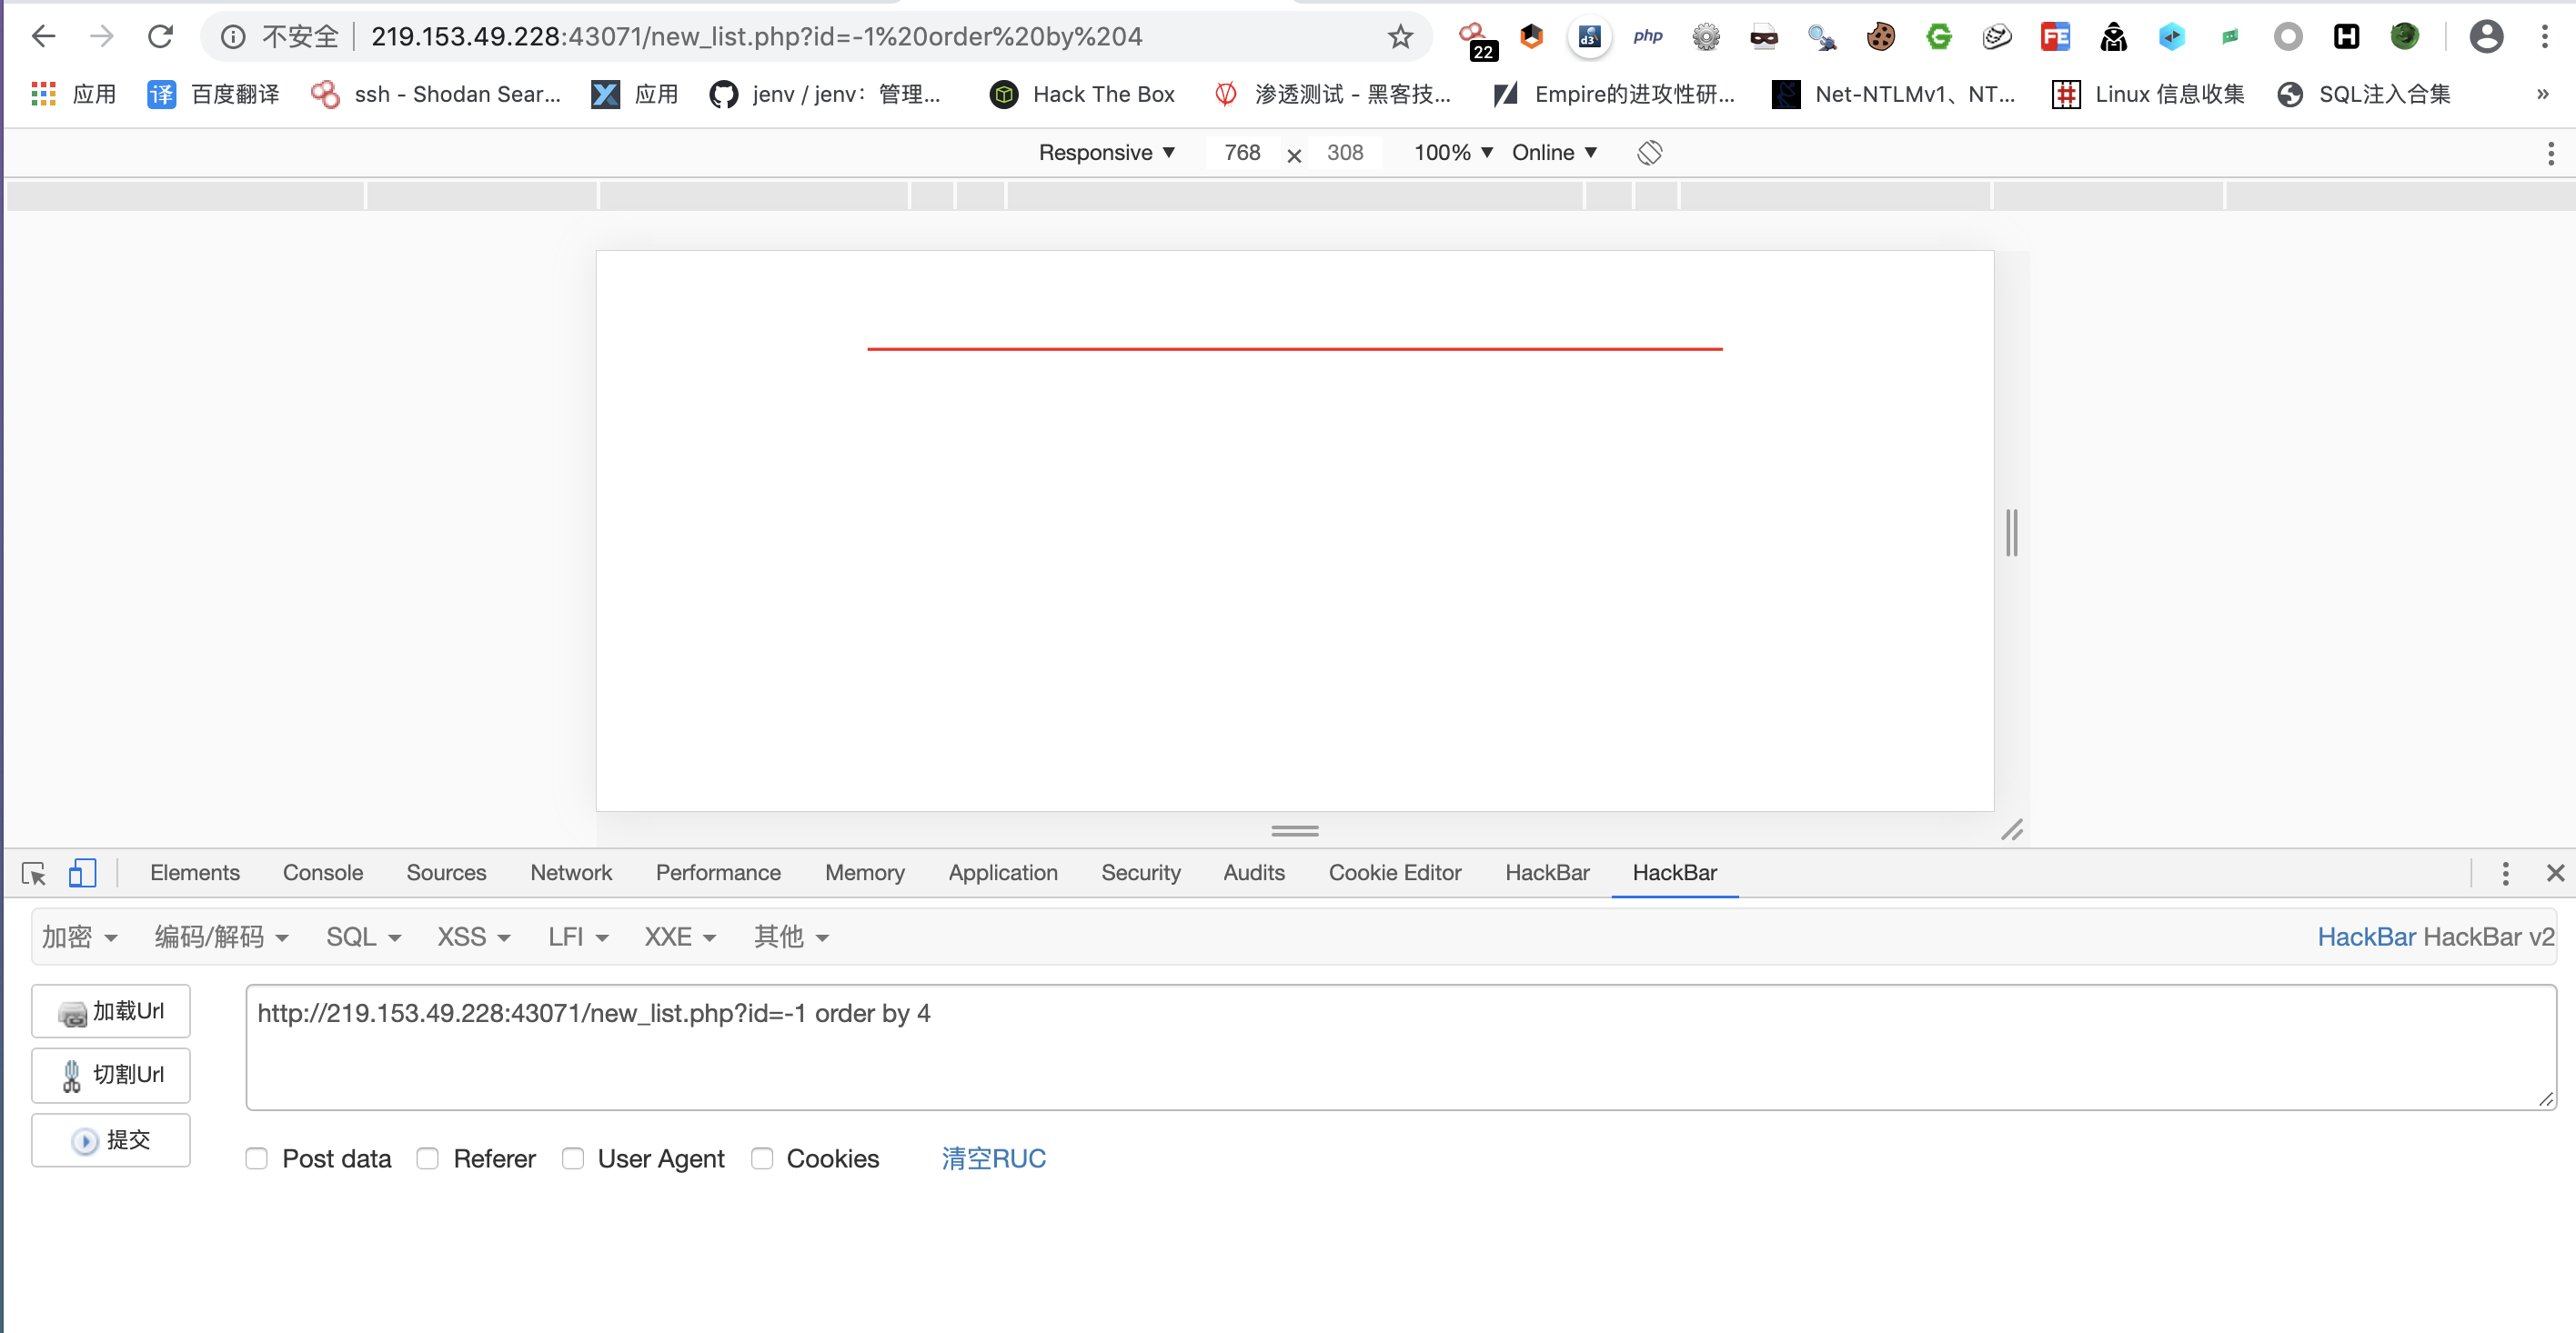 不安全 219.153.49.228:43071/new_list.php?id=-1%20order%20by%204 22 d3 php FE H
应用 译 百度翻译 ssh - Shodan Sear... 应用 jenv / jenv：管理... Hack The Box 渗透测试 - 黑客技... Empire的进攻性研... Net-NTLMv1、NT... Linux 信息收集 SQL注入合集 »
Responsive 768 × 308 100% Online
Elements Console Sources Network Performance Memory Application Security Audits Cookie Editor HackBar HackBar
加密 编码/解码 SQL XSS LFI XXE 其他 HackBar HackBar v2
加载Url http://219.153.49.228:43071/new_list.php?id=-1 order by 4
切割Url
提交
Post data Referer User Agent Cookies 清空RUC